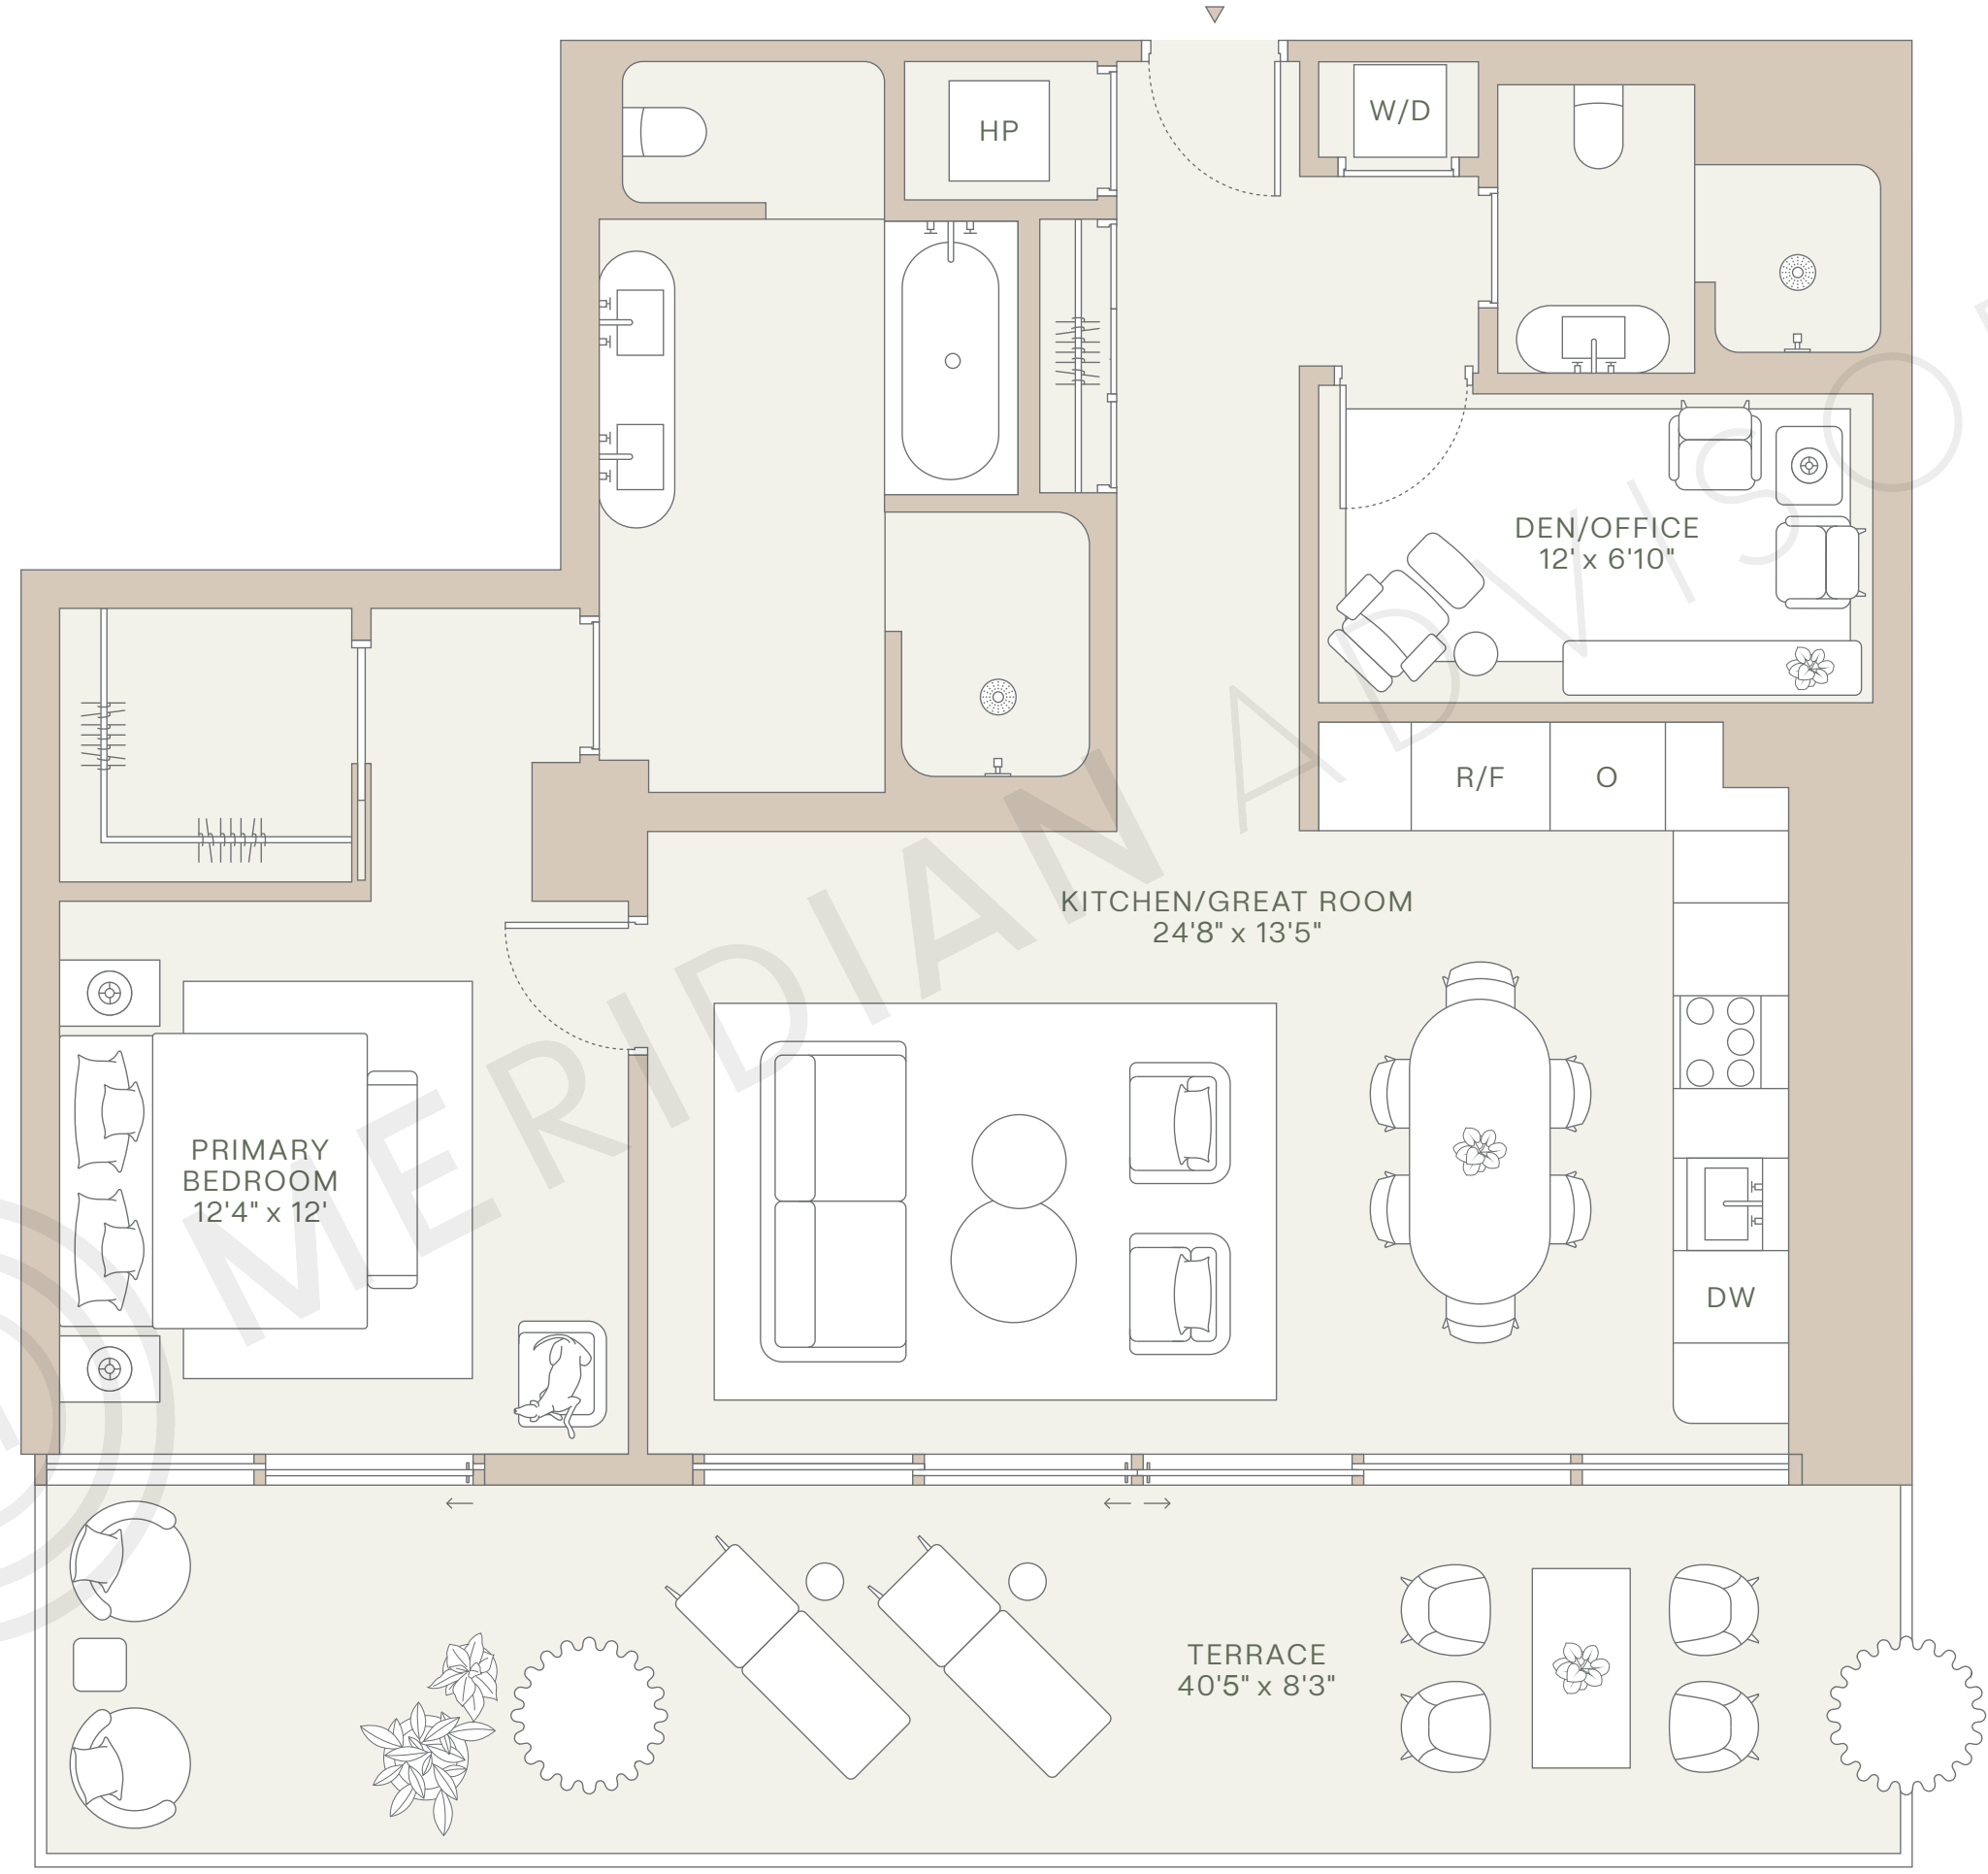 HP
W/D
DEN/OFFICE
12' x 6'10"
R/F
O
KITCHEN/GREAT ROOM
24'8" x 13'5"
PRIMARY
BEDROOM
12'4" x 12'
DW
TERRACE
40'5" x 8'3"
MERIDIAN ADVISO